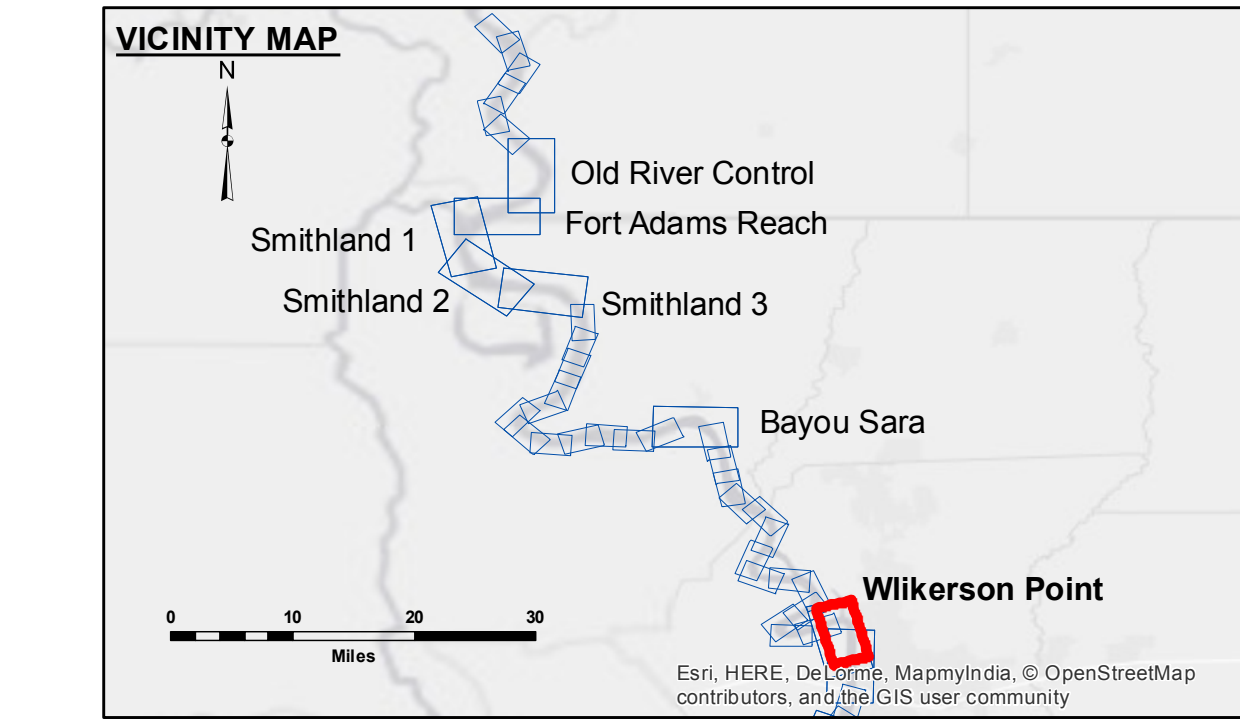 VICINITY MAP
N
Old River Control
Fort Adams Reach
Smithland 1
Smithland 2
Smithland 3
Bayou Sara
Wlikerson Point
0 10 20 30
Miles
Esri, HERE, DeLorme, MapmyIndia, © OpenStreetMap
contributors, and the GIS user community